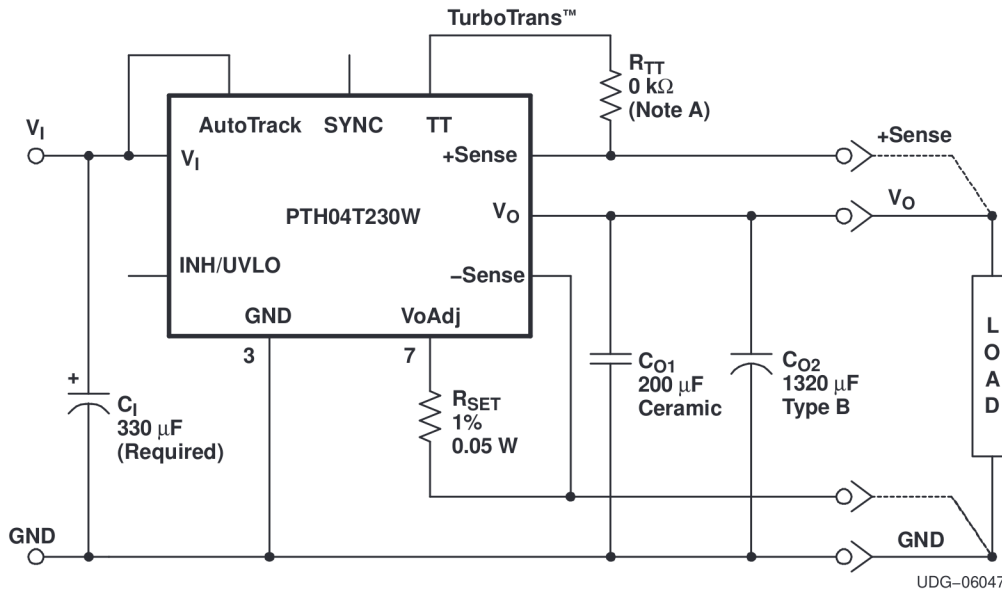 TurboTrans™
R_TT
0 kΩ
(Note A)
AutoTrack SYNC TT
V_I
V_I
+Sense
+Sense
PTH04T230W
V_O
V_O
INH/UVLO
−Sense
GND
VoAdj
3
7
+
C_I
330 μF
(Required)
R_SET
1%
0.05 W
C_O1
200 μF
Ceramic
C_O2
1320 μF
Type B
L
O
A
D
GND
GND
UDG−06047